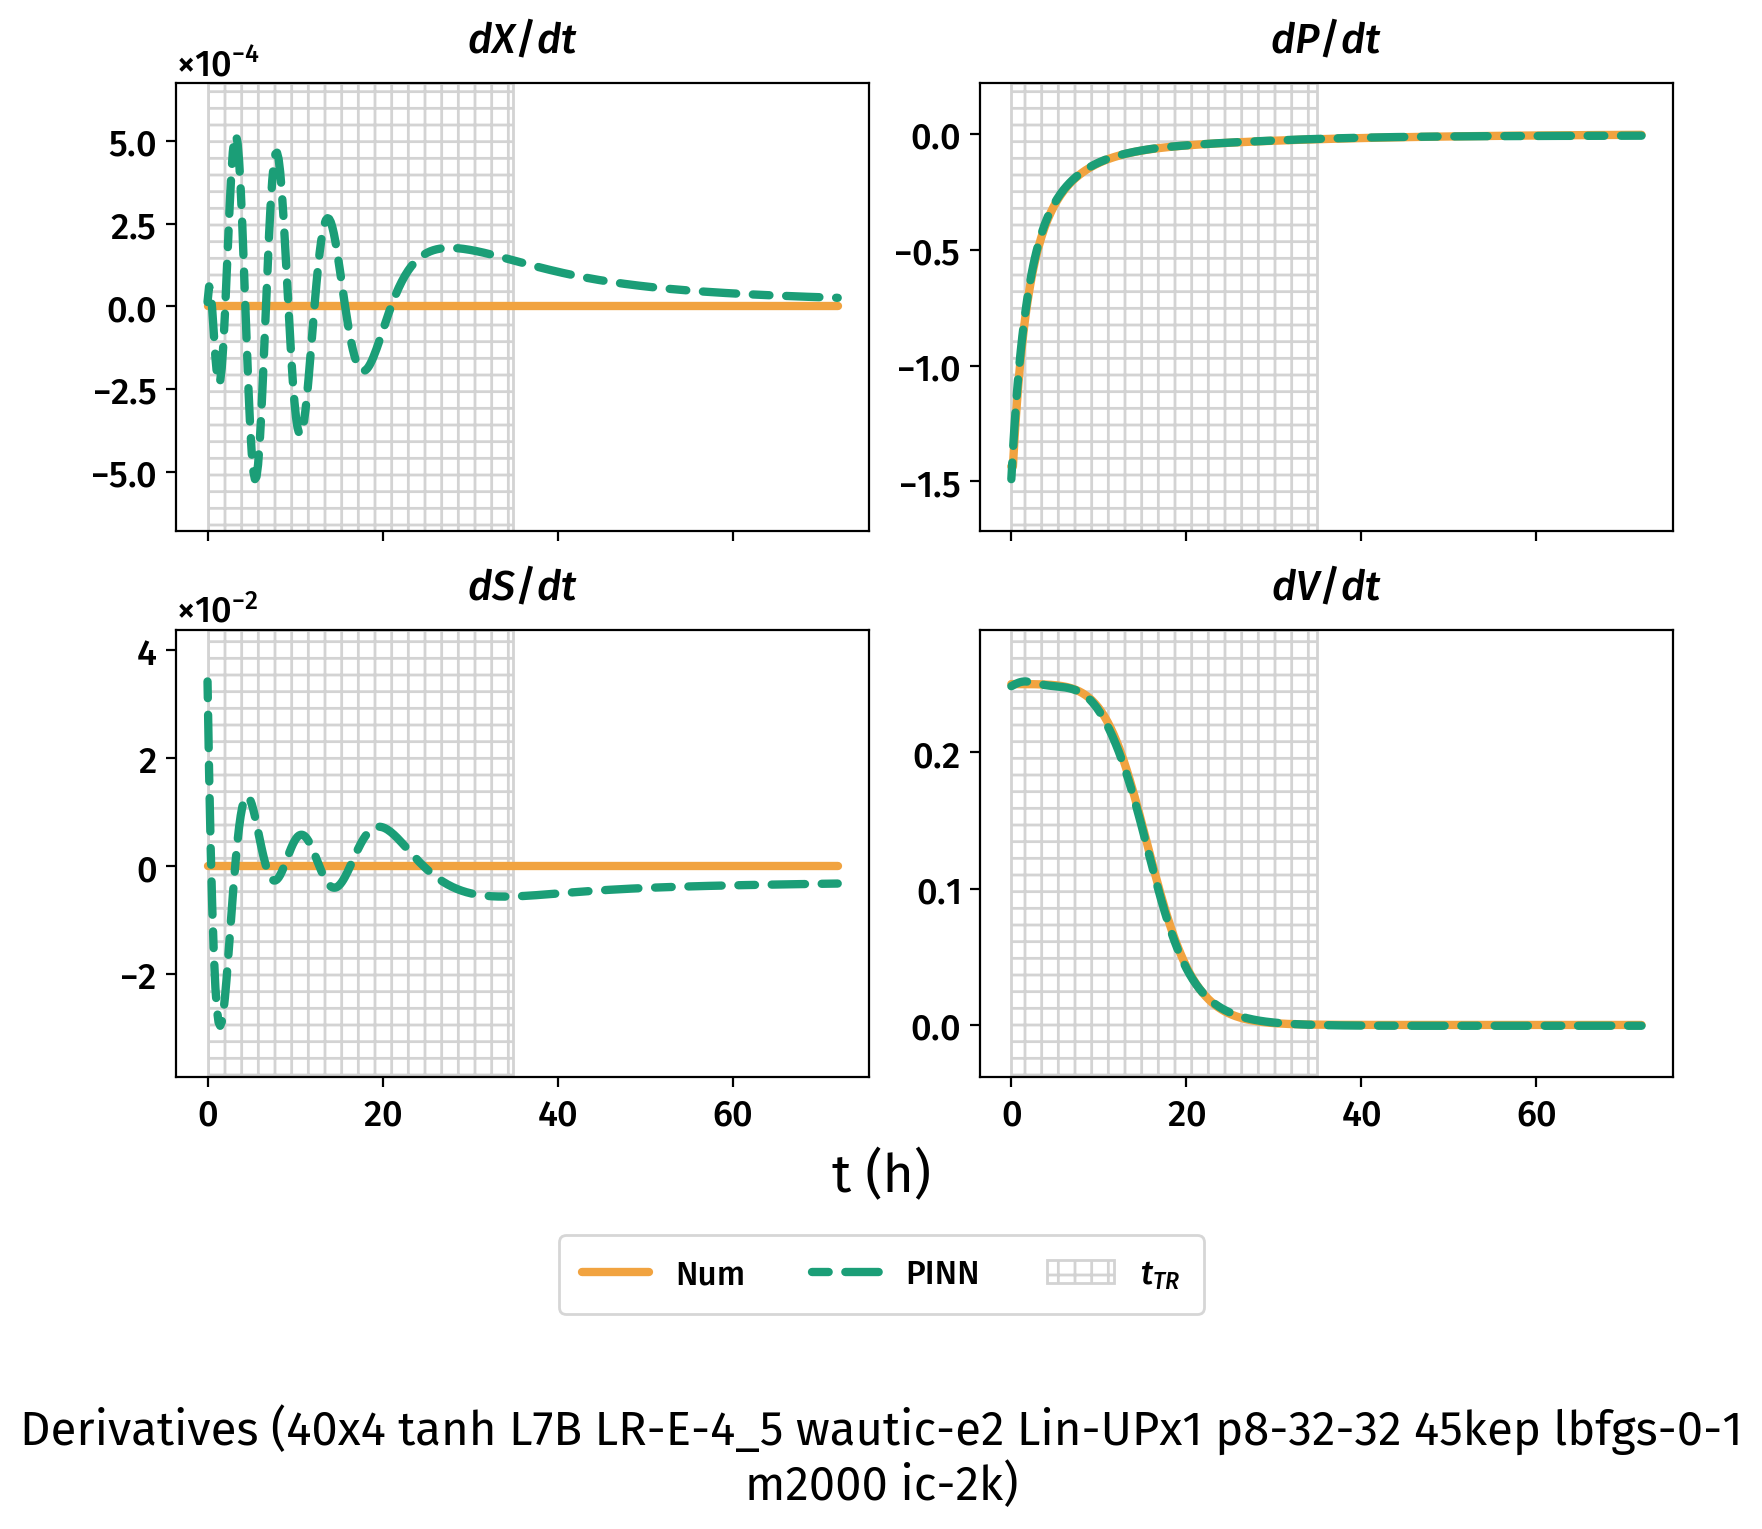 dX/dt
×10⁻⁴
5.0
2.5
0.0
−2.5
−5.0
dP/dt
0.0
−0.5
−1.0
−1.5
dS/dt
×10⁻²
4
2
0
−2
0 20 40 60
dV/dt
0.2
0.1
0.0
0 20 40 60
t (h)
Num PINN t_TR
Derivatives (40x4 tanh L7B LR-E-4_5 wautic-e2 Lin-UPx1 p8-32-32 45kep lbfgs-0-1
m2000 ic-2k)